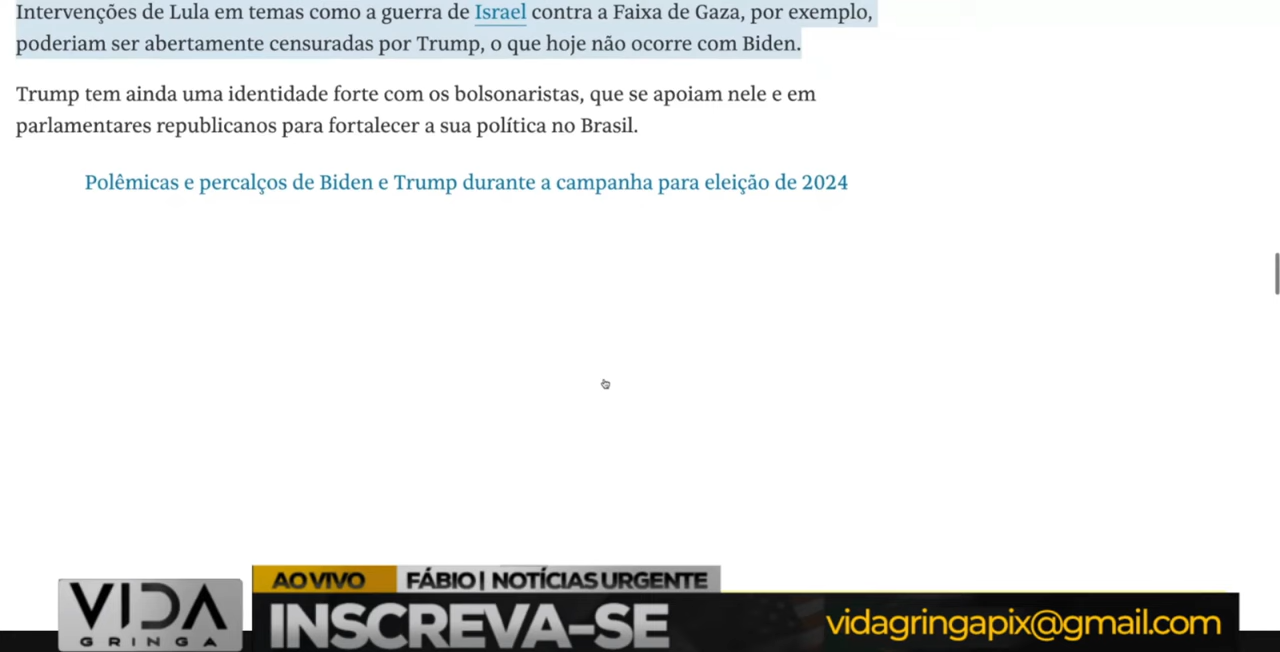 Intervenções de Lula em temas como a guerra de Israel contra a Faixa de Gaza, por exemplo,
poderiam ser abertamente censuradas por Trump, o que hoje não ocorre com Biden.
Trump tem ainda uma identidade forte com os bolsonaristas, que se apoiam nele e em
parlamentares republicanos para fortalecer a sua política no Brasil.
Polêmicas e percalços de Biden e Trump durante a campanha para eleição de 2024
AO VIVO FÁBIO | NOTÍCIAS URGENTE
VIDA
GRINGA
INSCREVA-SE
vidagringapix@gmail.com